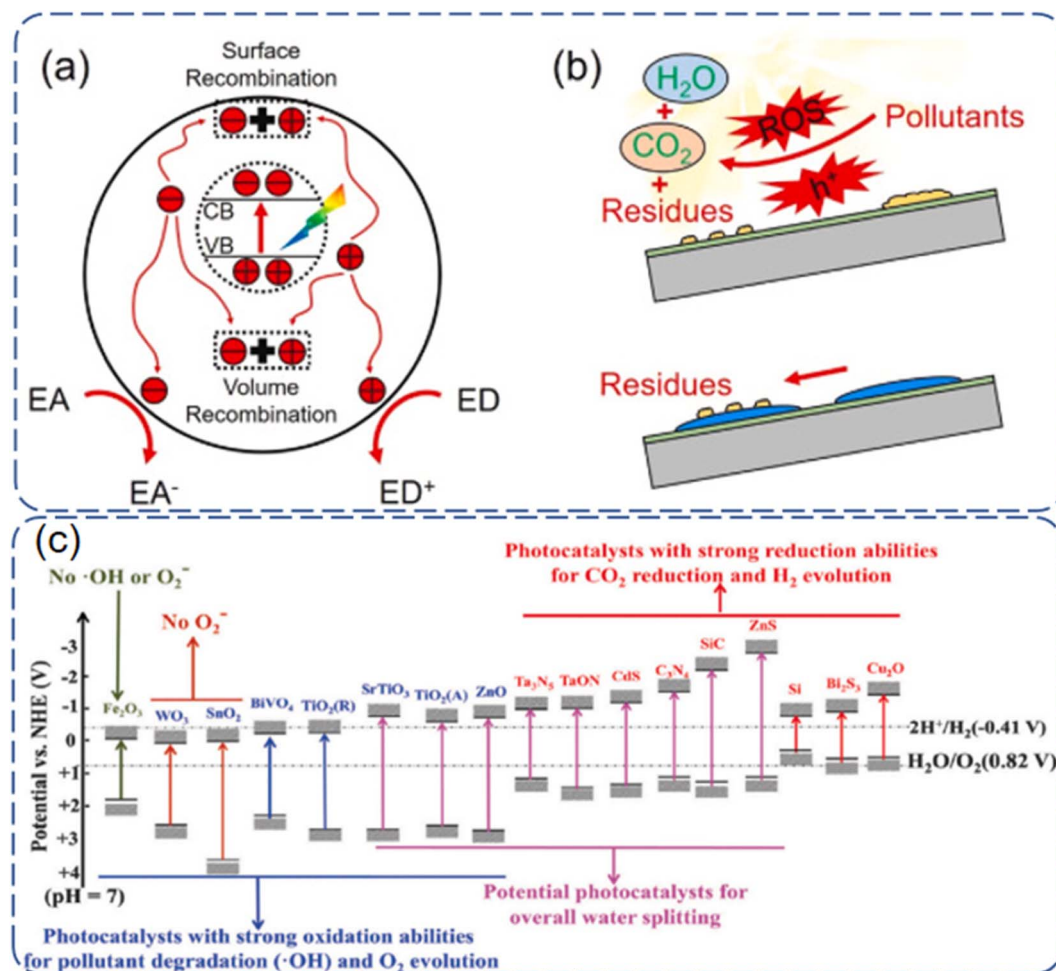 (a)
Surface
Recombination
CB
VB
Volume
Recombination
EA
ED
EA⁻
ED⁺
(b)
H₂O
+
CO₂
+
Residues
ROS
h⁺
Pollutants
Residues
(c)
Photocatalysts with strong reduction abilities
for CO₂ reduction and H₂ evolution
No ·OH or O₂⁻
No O₂⁻
Potential vs. NHE (V)
-3
-2
-1
0
+1
+2
+3
+4
(pH = 7)
Fe₂O₃
WO₃
SnO₂
BiVO₄
TiO₂(R)
SrTiO₃
TiO₂(A)
ZnO
Ta₃N₅
TaON
CdS
C₃N₄
SiC
ZnS
Si
Bi₂S₃
Cu₂O
2H⁺/H₂(-0.41 V)
H₂O/O₂(0.82 V)
Potential photocatalysts for
overall water splitting
Photocatalysts with strong oxidation abilities
for pollutant degradation (·OH) and O₂ evolution